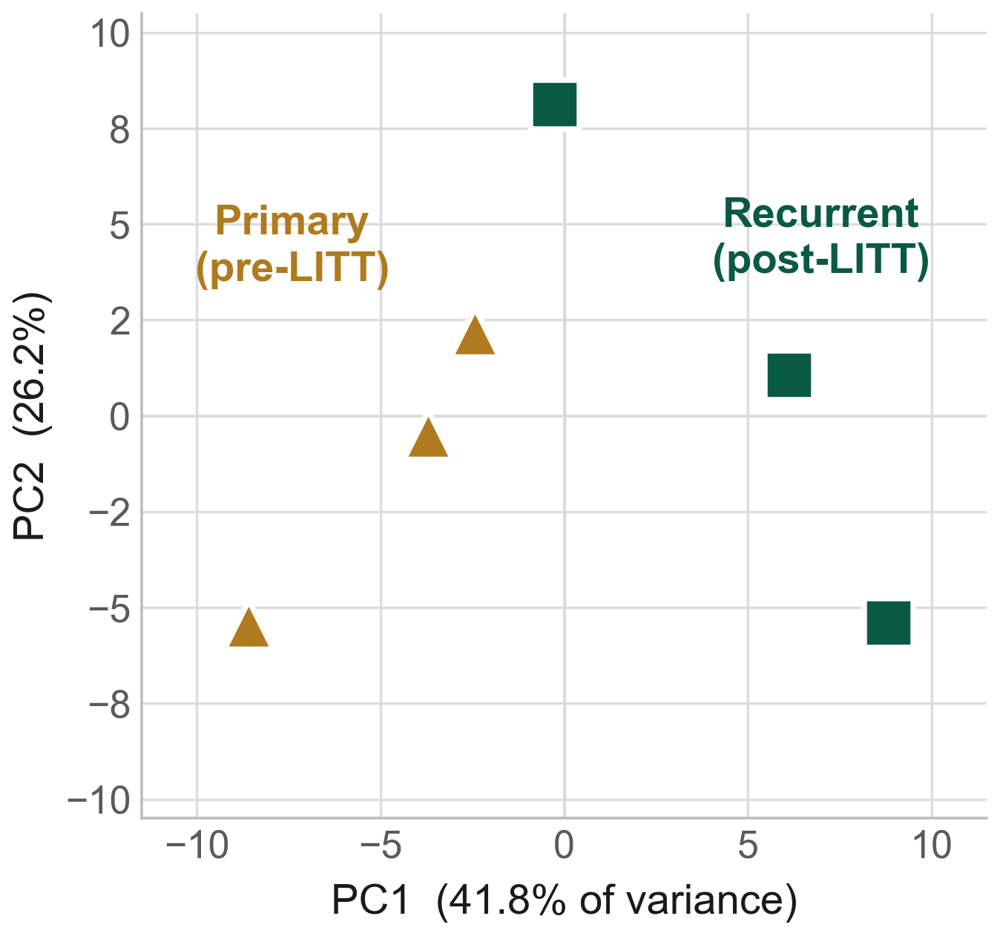 10
8
5
2
0
−2
−5
−8
−10
PC2 (26.2%)
Primary
(pre-LITT)
Recurrent
(post-LITT)
−10
−5
0
5
10
PC1 (41.8% of variance)